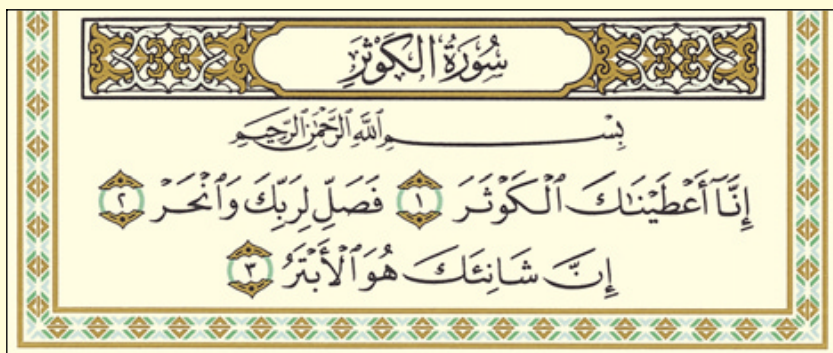 سُورَةُ الكَوْثَرِ
بِسْمِ ٱللَّهِ ٱلرَّحْمَٰنِ ٱلرَّحِيمِ
إِنَّآ أَعْطَيْنَٰكَ ٱلْكَوْثَرَ ١ فَصَلِّ لِرَبِّكَ وَٱنْحَرْ ٢
إِنَّ شَانِئَكَ هُوَ ٱلْأَبْتَرُ ٣